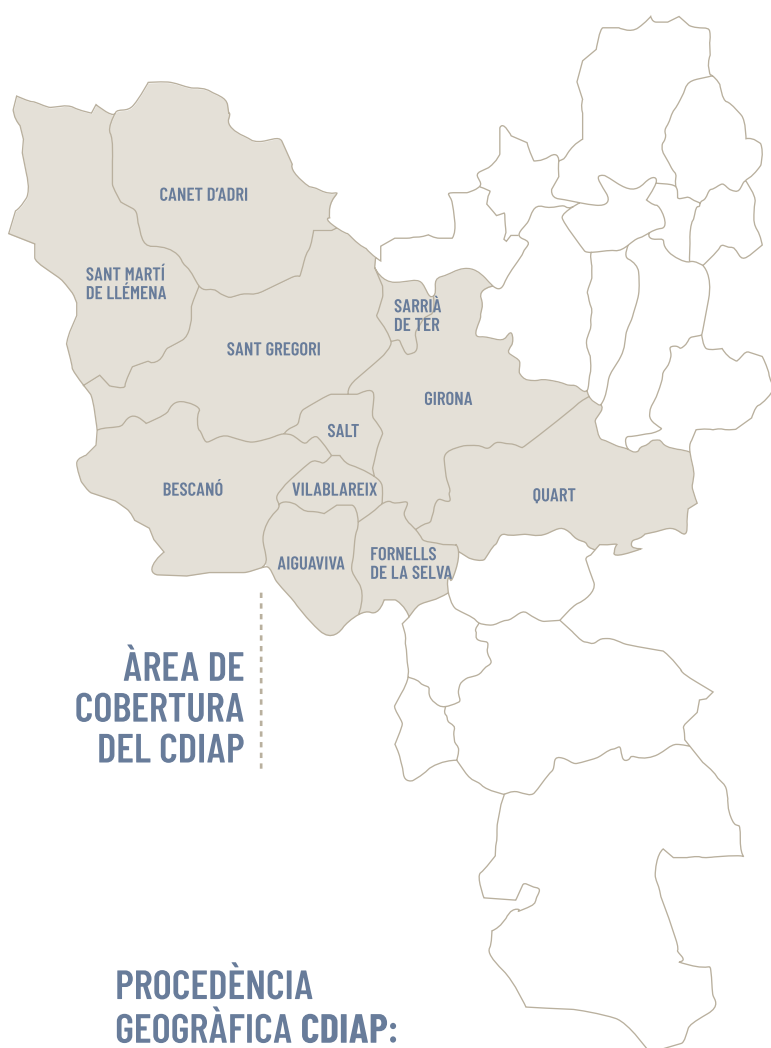 CANET D'ADRI
SANT MARTÍ
DE LLÉMENA
SARRIÀ
DE TER
SANT GREGORI
GIRONA
SALT
BESCANÓ
VILABLAREIX
QUART
AIGUAVIVA
FORNELLS
DE LA SELVA
ÀREA DE
COBERTURA
DEL CDIAP
PROCEDÈNCIA
GEOGRÀFICA CDIAP: